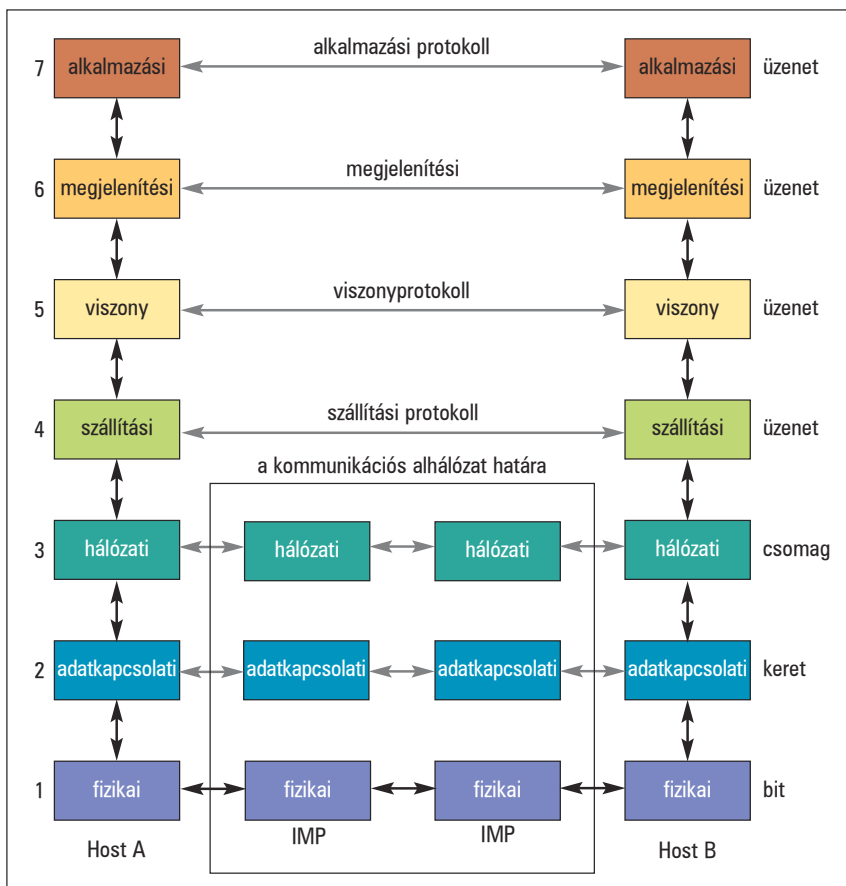 alkalmazási protokoll
7 alkalmazási alkalmazási üzenet
megjelenítési
6 megjelenítési megjelenítési üzenet
viszonyprotokoll
5 viszony viszony üzenet
szállítási protokoll
4 szállítási szállítási üzenet
a kommunikációs alhálózat határa
3 hálózati hálózati hálózati hálózati csomag
2 adatkapcsolati adatkapcsolati adatkapcsolati adatkapcsolati keret
1 fizikai fizikai fizikai fizikai bit
Host A IMP IMP Host B